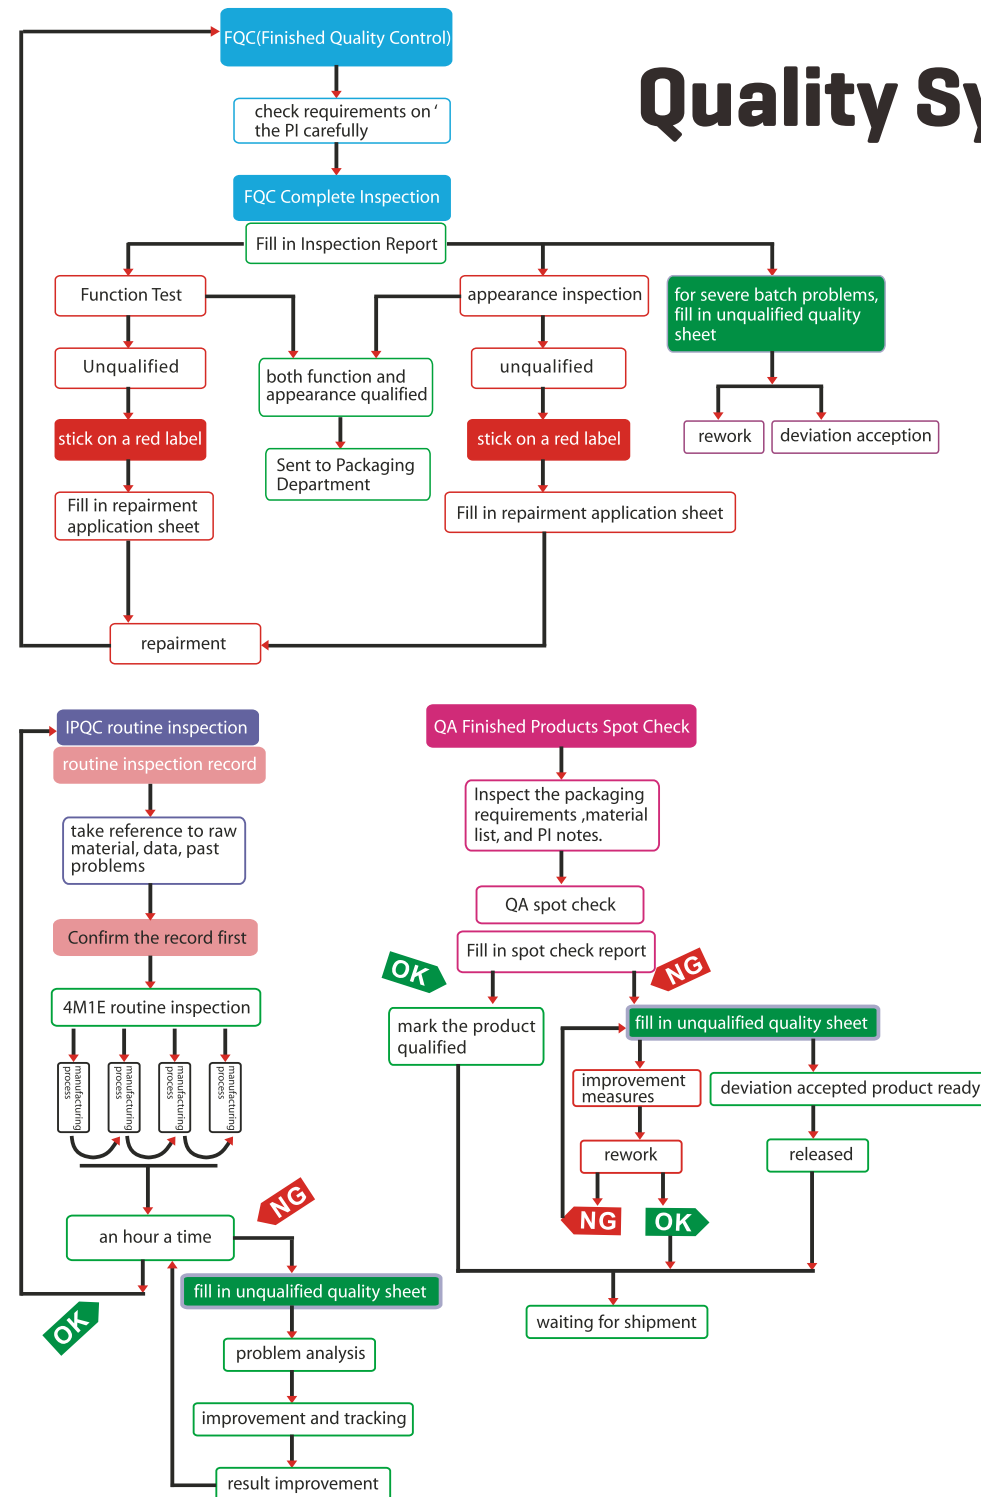 FQC(Finished Quality Control)
Quality Sy
check requirements on ‘
the PI carefully
FQC Complete Inspection
Fill in Inspection Report
Function Test
appearance inspection
for severe batch problems,
fill in unqualified quality
sheet
Unqualified
both function and
appearance qualified
unqualified
stick on a red label
stick on a red label
rework
deviation acception
Sent to Packaging
Department
Fill in repairment
application sheet
Fill in repairment application sheet
repairment
IPQC routine inspection
routine inspection record
take reference to raw
material, data, past
problems
Confirm the record first
4M1E routine inspection
manufacturing
process
manufacturing
process
manufacturing
process
manufacturing
process
NG
an hour a time
OK
fill in unqualified quality sheet
problem analysis
improvement and tracking
result improvement
QA Finished Products Spot Check
Inspect the packaging
requirements ,material
list, and PI notes.
QA spot check
Fill in spot check report
OK
NG
mark the product
qualified
fill in unqualified quality sheet
improvement
measures
deviation accepted product ready
rework
released
NG
OK
waiting for shipment